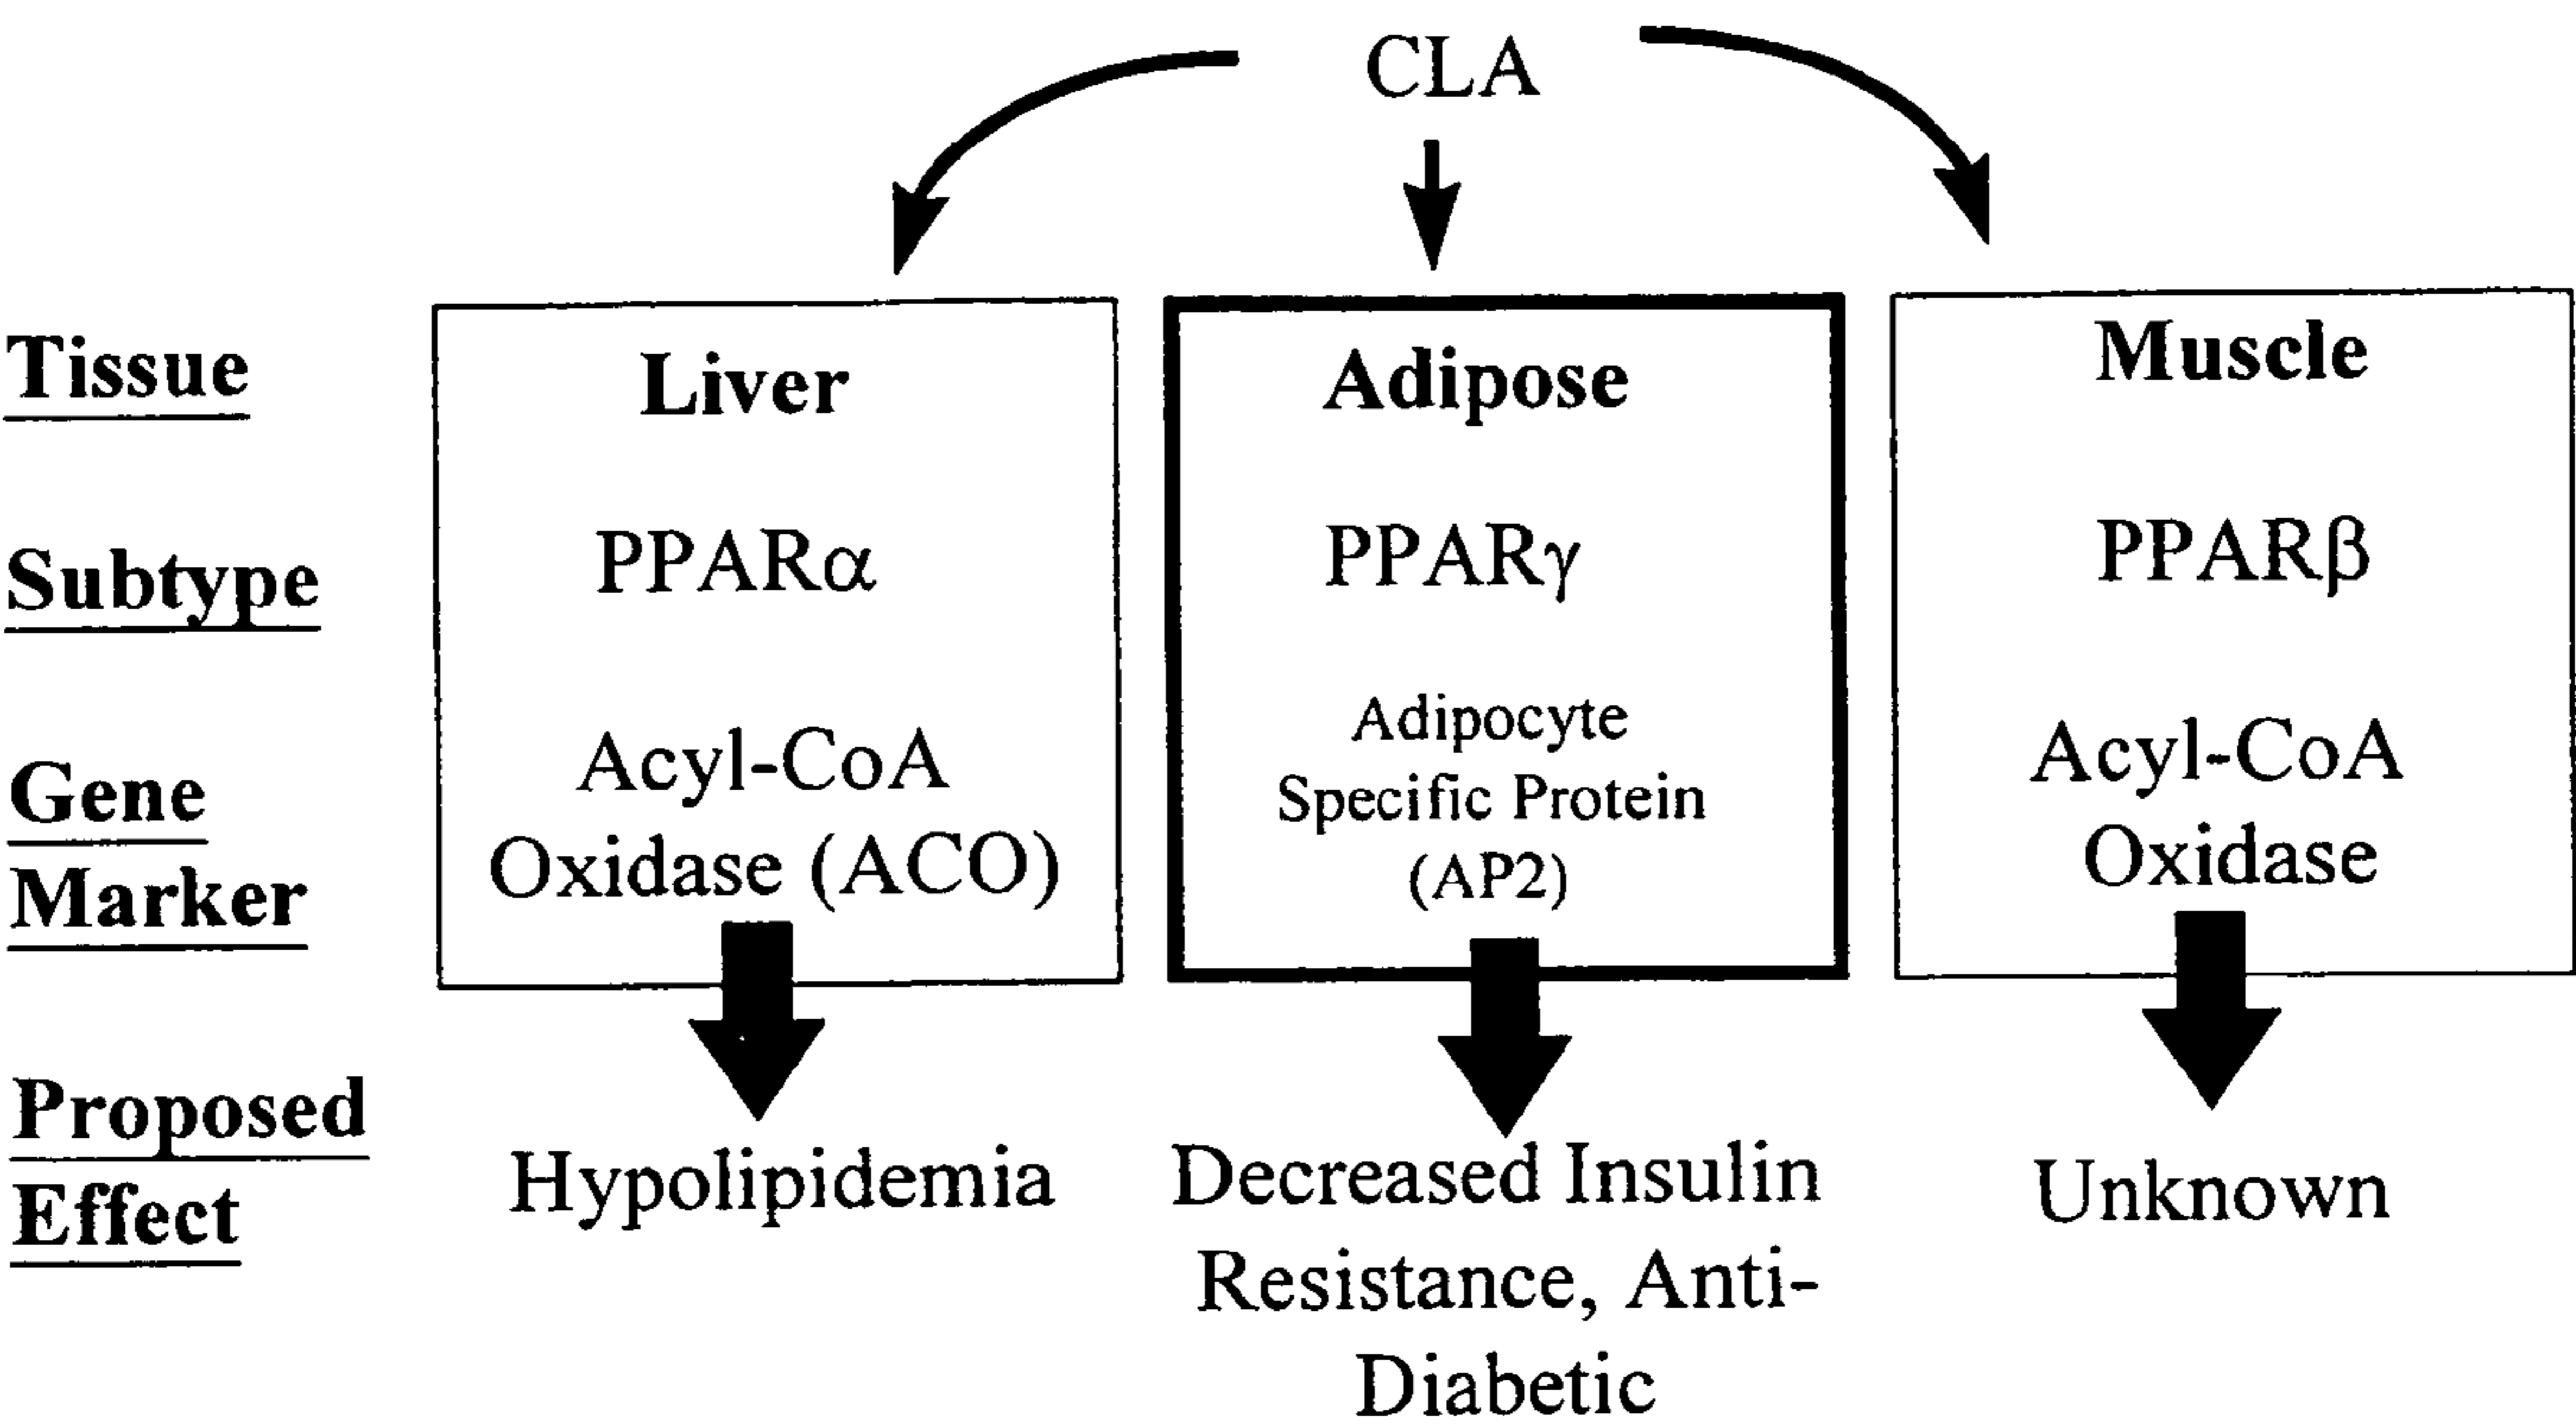 CLA
Tissue
Liver
Adipose
Muscle
Subtype
PPARα
PPARγ
PPARβ
Gene
Marker
Acyl-CoA
Oxidase (ACO)
Adipocyte
Specific Protein
(AP2)
Acyl-CoA
Oxidase
Proposed
Effect
Hypolipidemia
Decreased Insulin
Resistance, Anti-
Diabetic
Unknown